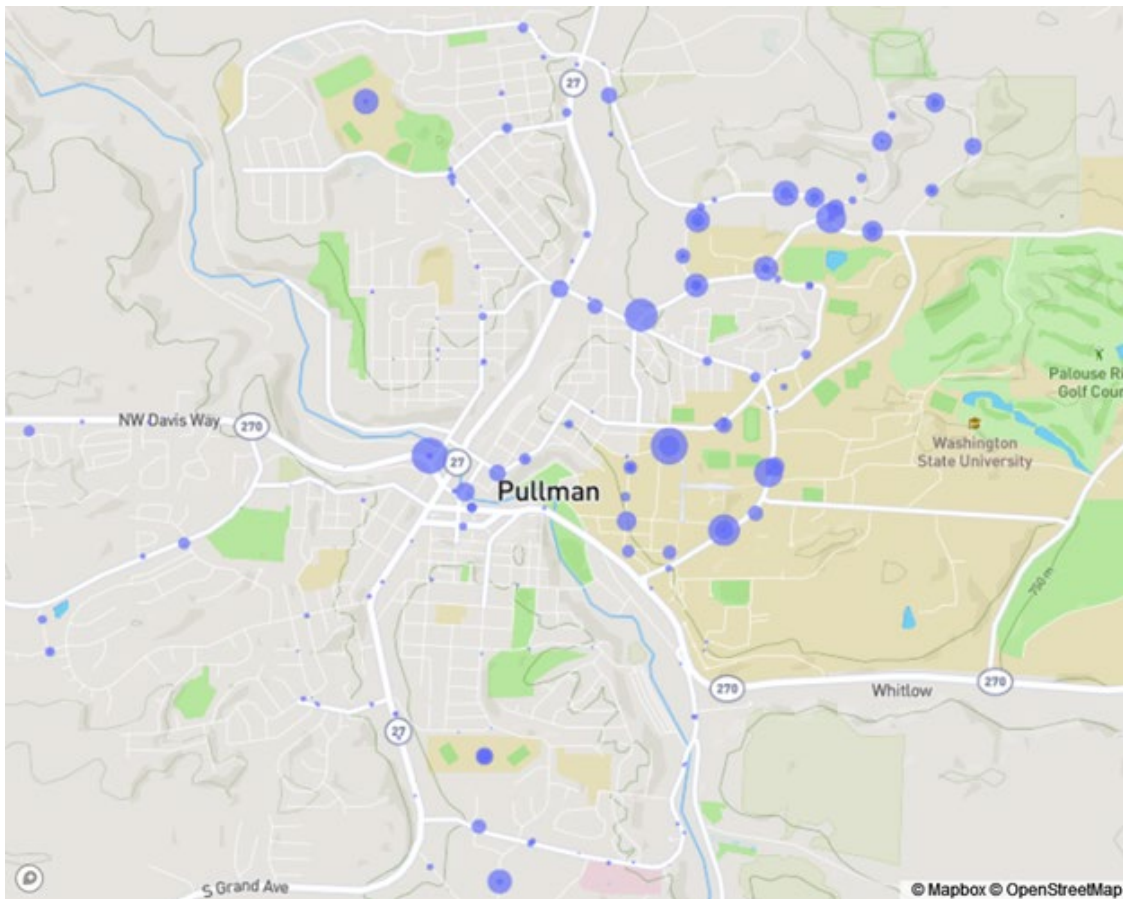 27
NW Davis Way
270
27
Pullman
Palouse Ri
Golf Cour
Washington
State University
750 m
270
Whitlow
270
27
S Grand Ave
© Mapbox © OpenStreetMap